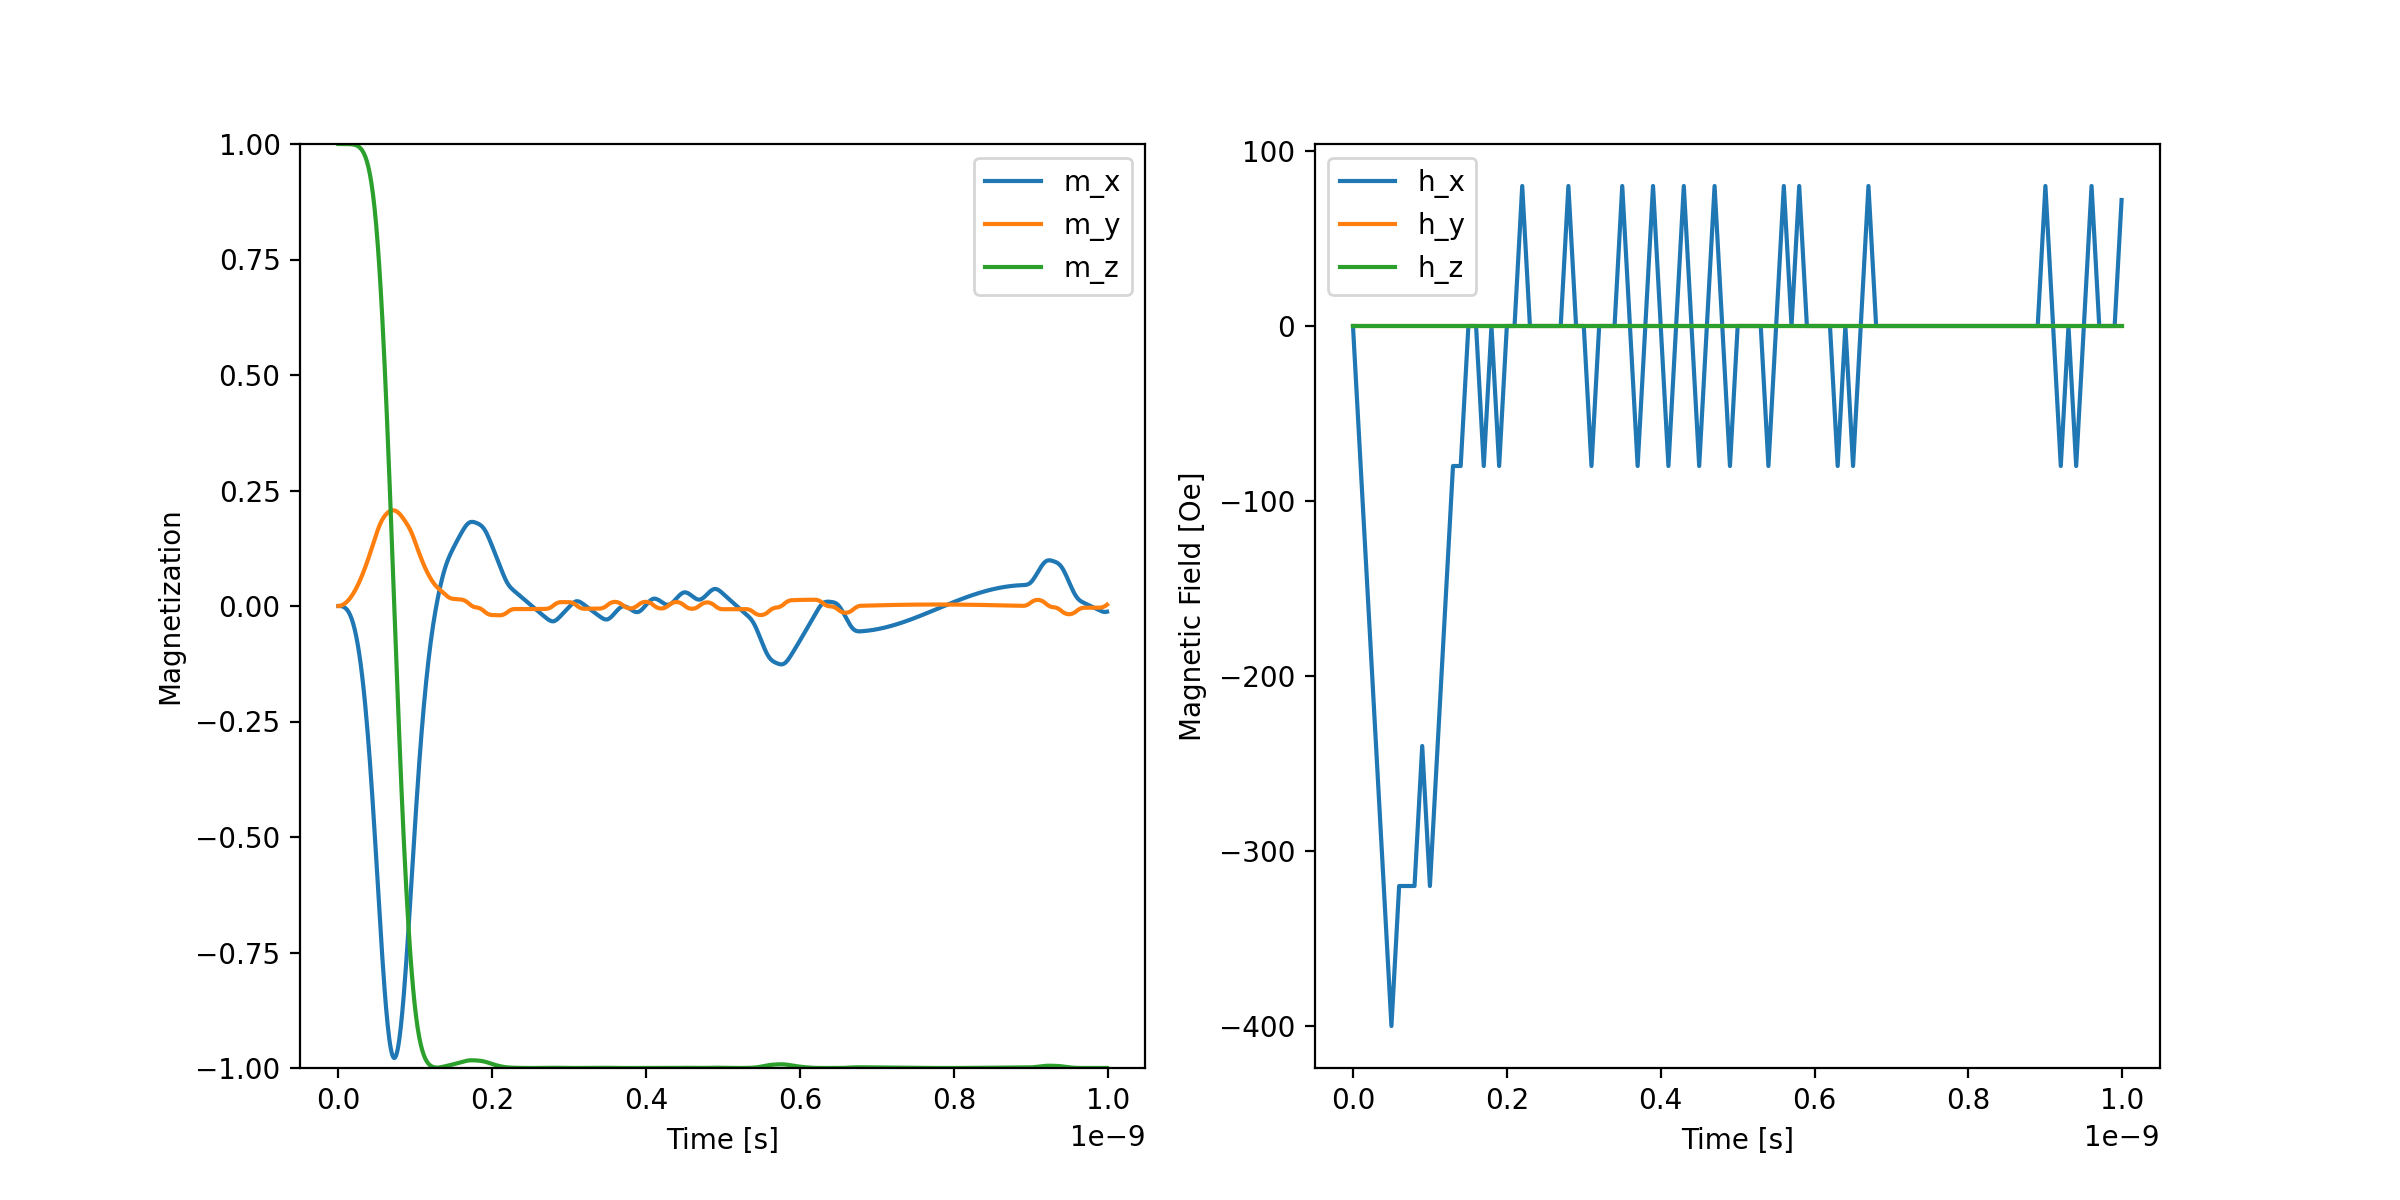 1.00
0.75
0.50
0.25
0.00
−0.25
−0.50
−0.75
−1.00
Magnetization
m_x
m_y
m_z
0.0 0.2 0.4 0.6 0.8 1.0
1e−9
Time [s]
100
0
−100
−200
−300
−400
Magnetic Field [Oe]
h_x
h_y
h_z
0.0 0.2 0.4 0.6 0.8 1.0
1e−9
Time [s]